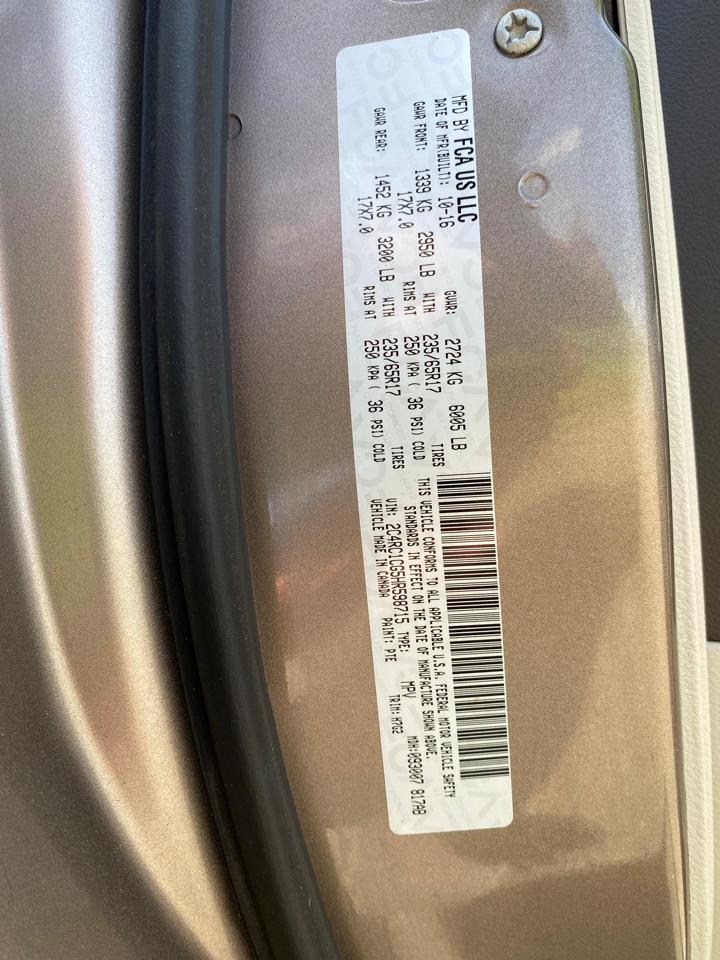 MFD BY FCA US LLC
DATE OF MFR(BUILT): 10-16 GVWR: 2724 KG 6005 LB
GAWR FRONT: 1339 KG 2950 LB WITH 235/65R17 TIRES
17X7.0 RIMS AT 250 KPA ( 36 PSI) COLD
GAWR REAR: 1452 KG 3200 LB WITH 235/65R17 TIRES
17X7.0 RIMS AT 250 KPA ( 36 PSI) COLD
THIS VEHICLE CONFORMS TO ALL APPLICABLE U.S.A. FEDERAL MOTOR VEHICLE SAFETY
STANDARDS IN EFFECT ON THE DATE OF MANUFACTURE SHOWN ABOVE.
VIN: 2C4RC1CG5HR598715 TYPE: MPV MDH:093007 817AB
VEHICLE MADE IN CANADA PAINT: PTE TRIM: H7G2